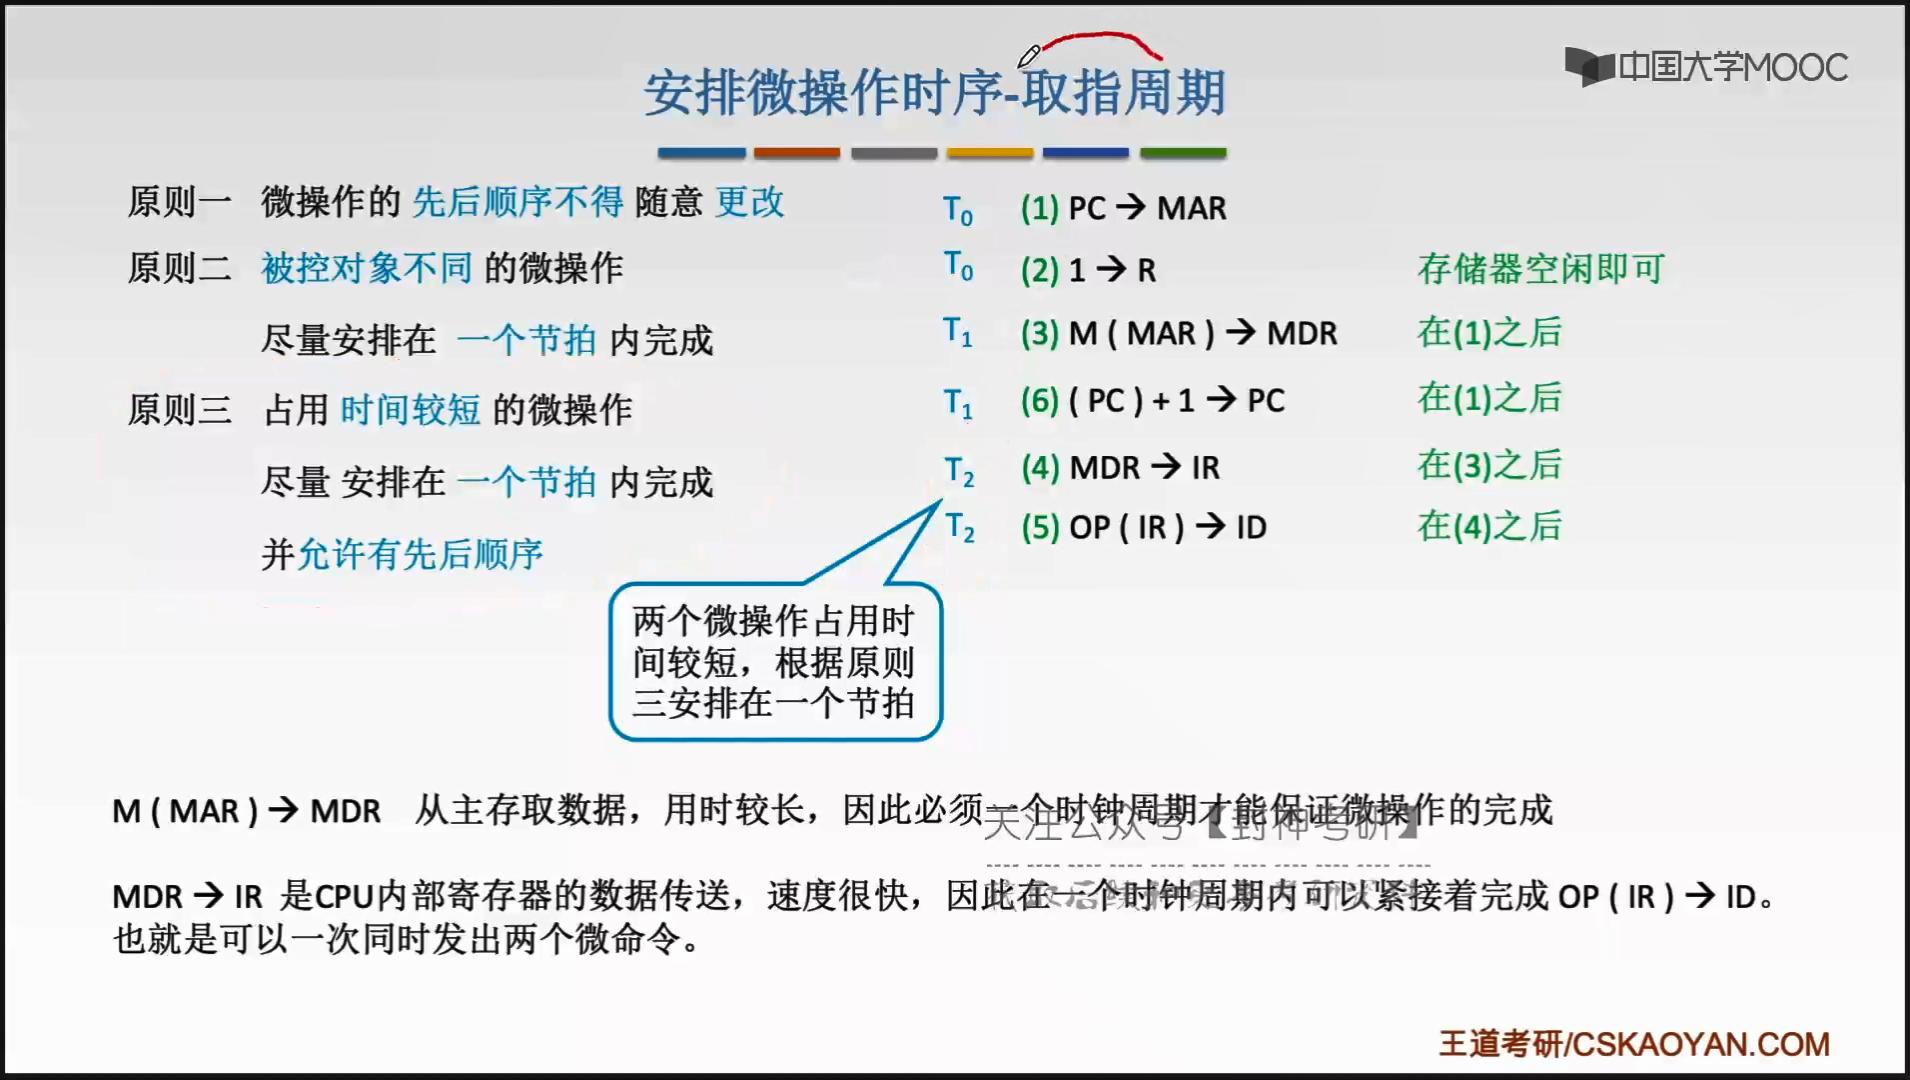 安排微操作时序-取指周期
中国大学MOOC
原则一 微操作的 先后顺序不得 随意 更改
原则二 被控对象不同 的微操作
尽量安排在 一个节拍 内完成
原则三 占用 时间较短 的微操作
尽量 安排在 一个节拍 内完成
并允许有先后顺序
T0 (1) PC → MAR
T0 (2) 1 → R 存储器空闲即可
T1 (3) M ( MAR ) → MDR 在(1)之后
T1 (6) ( PC ) + 1 → PC 在(1)之后
T2 (4) MDR → IR 在(3)之后
T2 (5) OP ( IR ) → ID 在(4)之后
两个微操作占用时
间较短，根据原则
三安排在一个节拍
M ( MAR ) → MDR 从主存取数据，用时较长，因此必须一个时钟周期才能保证微操作的完成
关注公众号【封神考研】
MDR → IR 是CPU内部寄存器的数据传送，速度很快，因此在一个时钟周期内可以紧接着完成 OP ( IR ) → ID。
也就是可以一次同时发出两个微命令。
王道考研/CSKAOYAN.COM